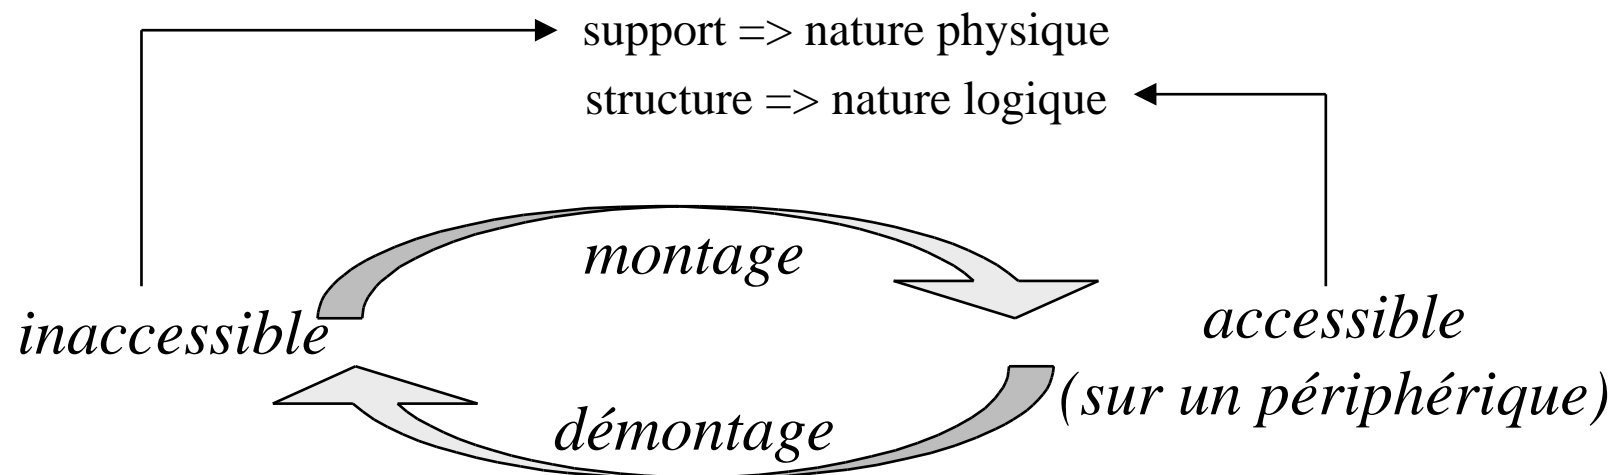 support => nature physique
structure => nature logique
montage
inaccessible
accessible
(sur un périphérique)
démontage